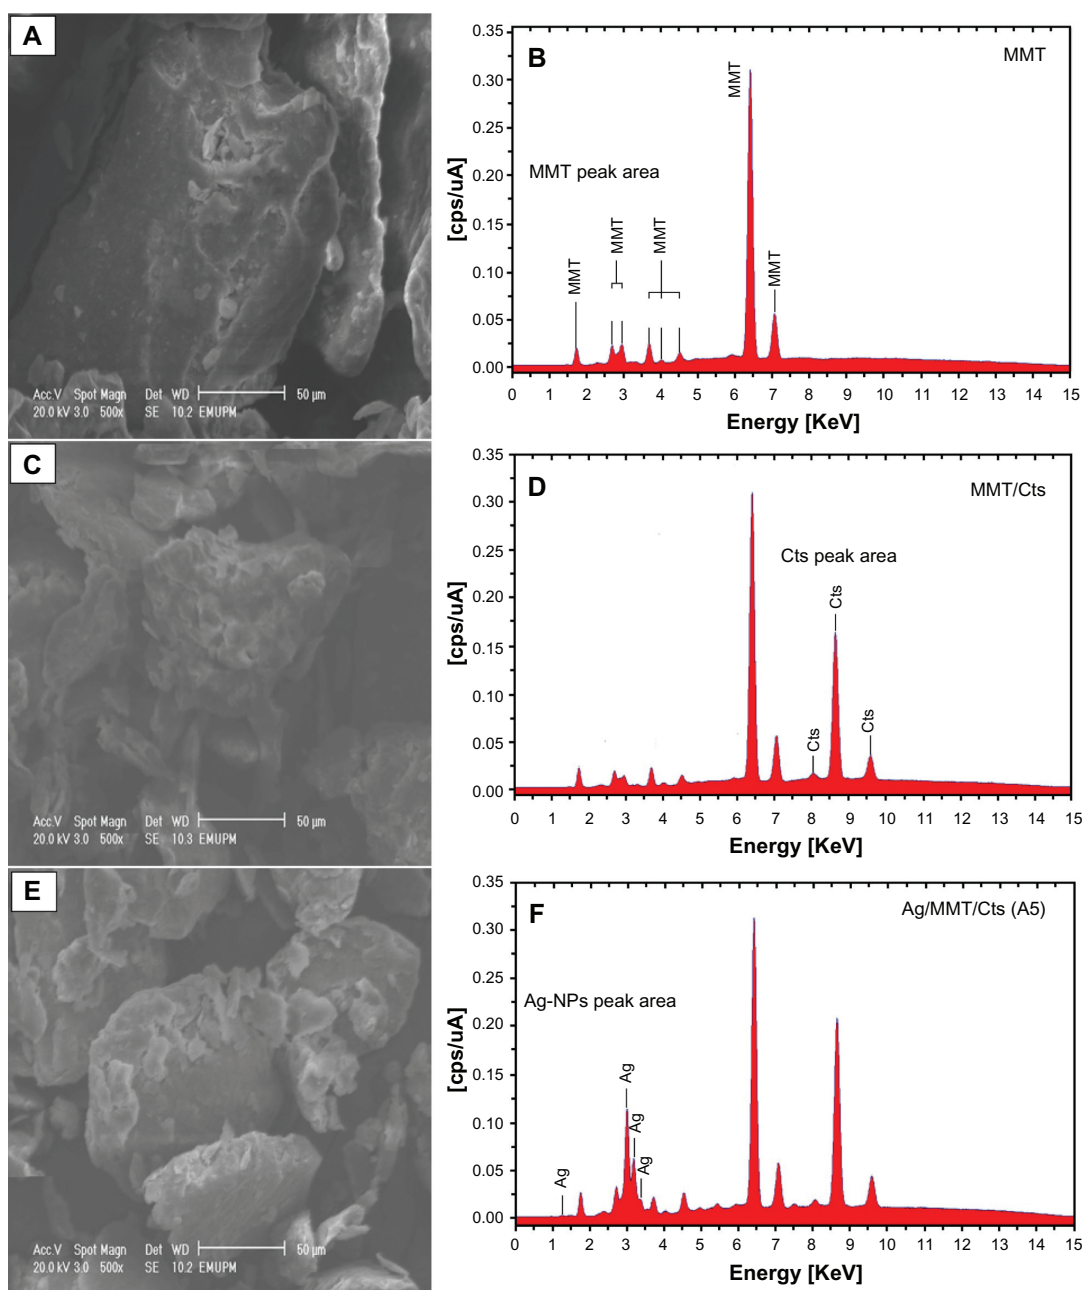 A
Acc.V Spot Magn Det WD 50 µm
20.0 kV 3.0 500x SE 10.2 EMUPM
B
MMT
MMT peak area
MMT
MMT
MMT
MMT
MMT
[cps/uA]
0.35
0.30
0.25
0.20
0.15
0.10
0.05
0.00
0 1 2 3 4 5 6 7 8 9 10 11 12 13 14 15
Energy [KeV]
C
Acc.V Spot Magn Det WD 50 µm
20.0 kV 3.0 500x SE 10.3 EMUPM
D
MMT/Cts
Cts peak area
Cts
Cts
Cts
[cps/uA]
0.35
0.30
0.25
0.20
0.15
0.10
0.05
0.00
0 1 2 3 4 5 6 7 8 9 10 11 12 13 14 15
Energy [KeV]
E
Acc.V Spot Magn Det WD 50 µm
20.0 kV 3.0 500x SE 10.2 EMUPM
F
Ag/MMT/Cts (A5)
Ag-NPs peak area
Ag
Ag
Ag
Ag
[cps/uA]
0.35
0.30
0.25
0.20
0.15
0.10
0.05
0.00
0 1 2 3 4 5 6 7 8 9 10 11 12 13 14 15
Energy [KeV]